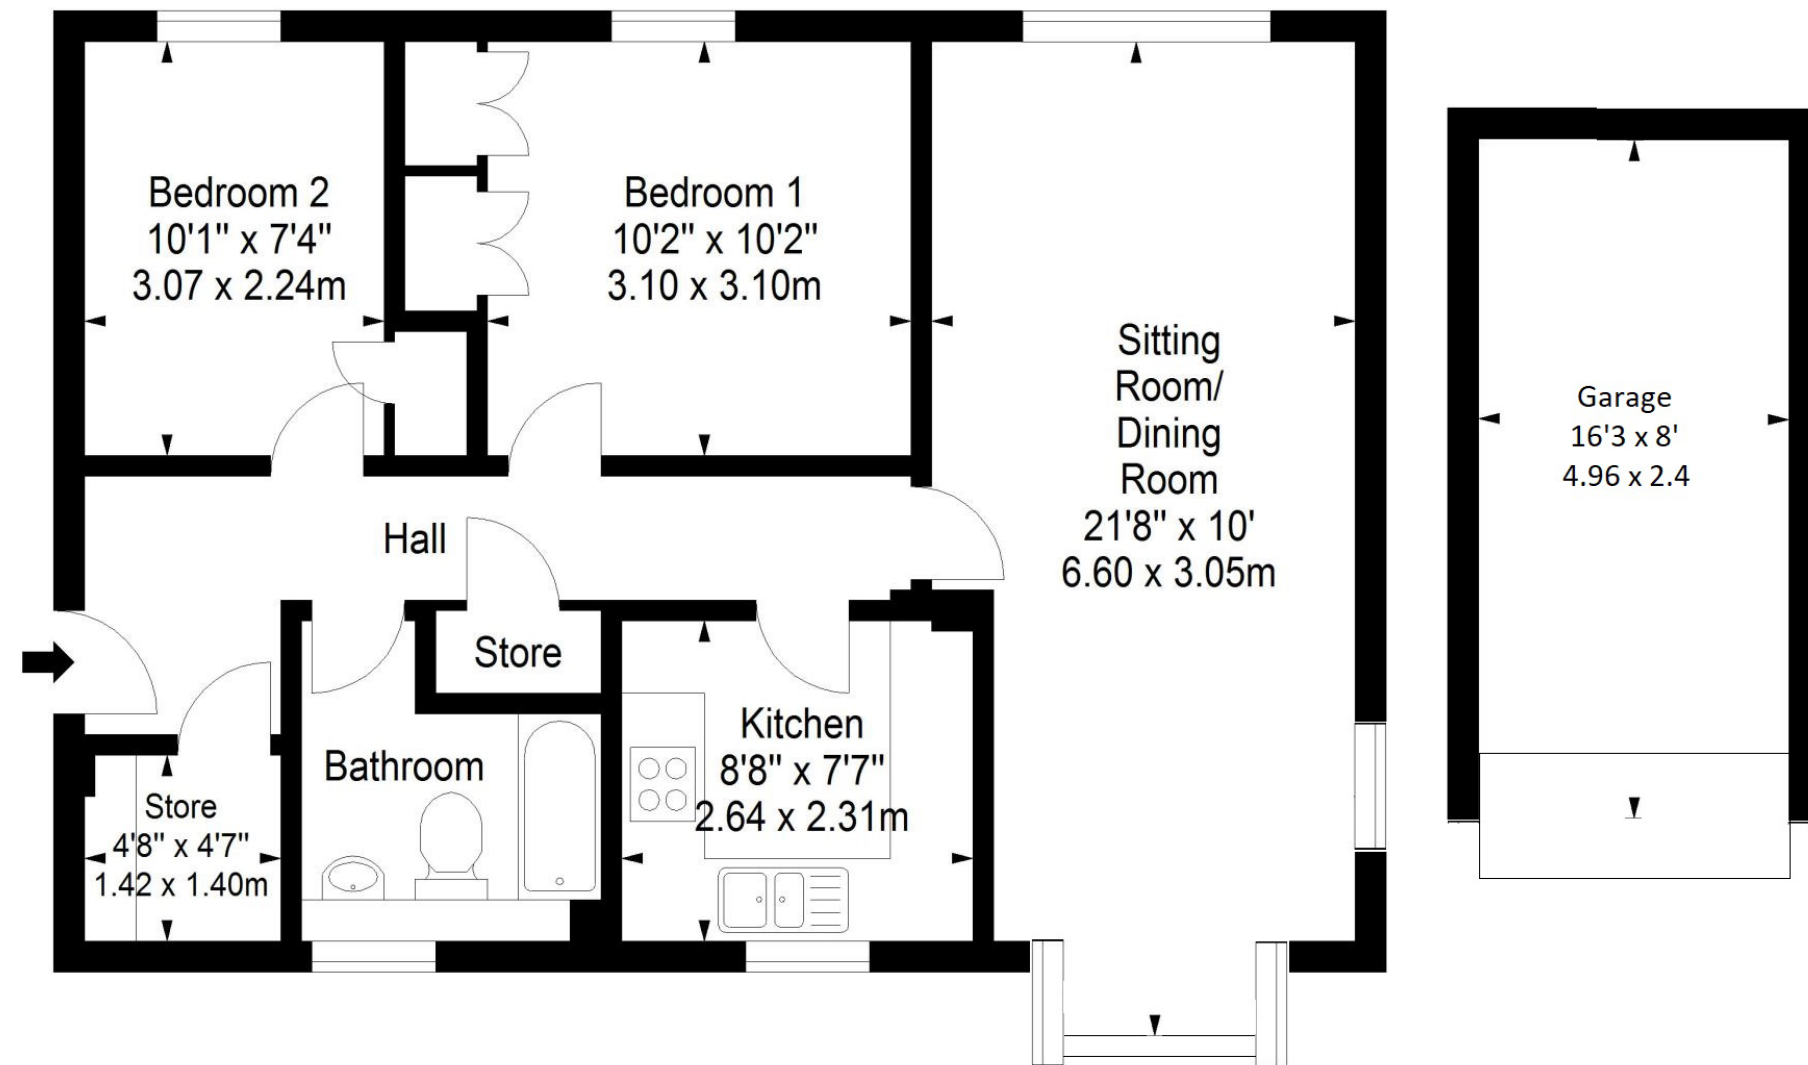 Bedroom 2
10'1" x 7'4"
3.07 x 2.24m
Bedroom 1
10'2" x 10'2"
3.10 x 3.10m
Sitting
Room/
Dining
Room
21'8" x 10'
6.60 x 3.05m
Garage
16'3 x 8'
4.96 x 2.4
Hall
Store
Kitchen
8'8" x 7'7"
2.64 x 2.31m
Bathroom
Store
4'8" x 4'7"
1.42 x 1.40m